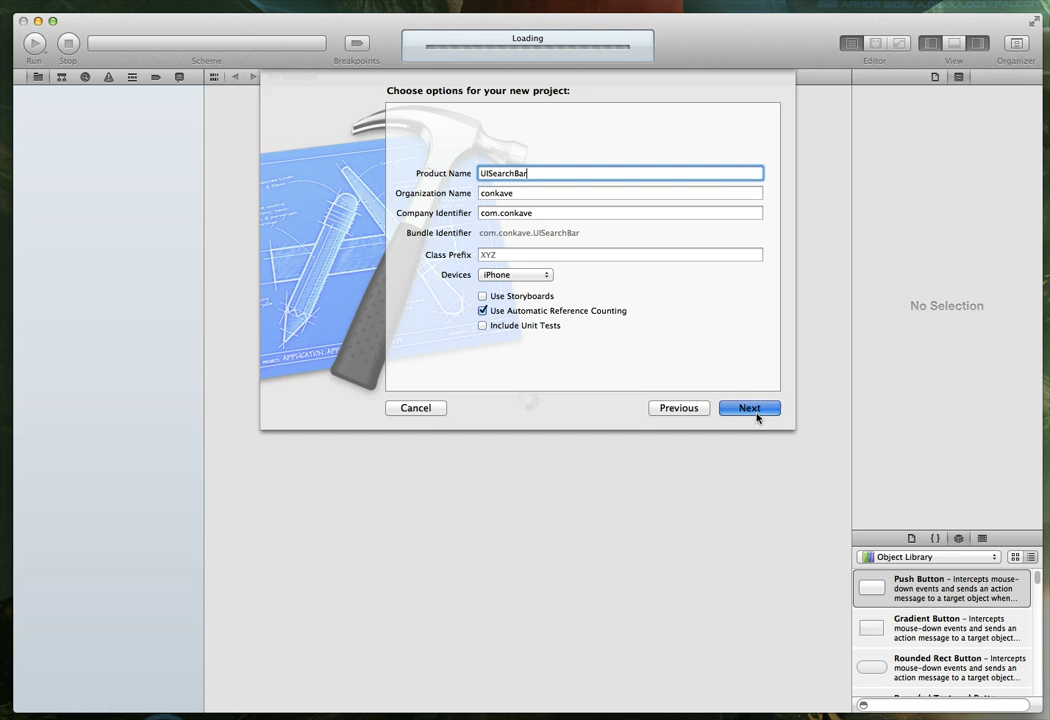 Loading
Run
Stop
Scheme
Breakpoints
Editor
View
Organizer
Choose options for your new project:
Product Name UISearchBar
Organization Name conkave
Company Identifier com.conkave
Bundle Identifier com.conkave.UISearchBar
Class Prefix XYZ
Devices iPhone
Use Storyboards
Use Automatic Reference Counting
Include Unit Tests
Cancel
Previous
Next
No Selection
{ }
Object Library
Push Button - Intercepts mouse-
down events and sends an action
message to a target object when...
Gradient Button - Intercepts
mouse-down events and sends an
action message to a target object...
Rounded Rect Button - Intercepts
mouse-down events and sends an
action message to a target object...